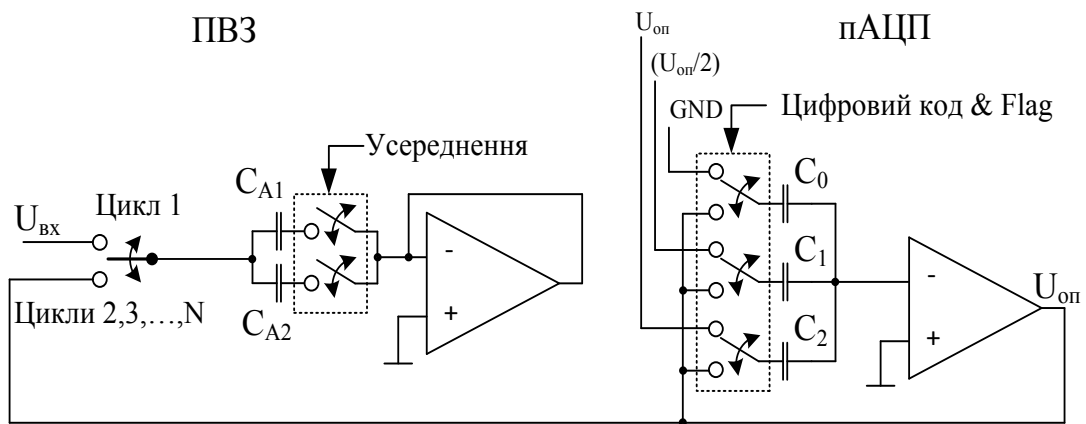 ПВЗ
пАЦП
Uоп
(Uоп/2)
GND
Цифровий код & Flag
Усереднення
CA1
C0
Uвх
Цикл 1
-
+
C1
-
+
Uоп
Цикли 2,3,…,N
CA2
C2